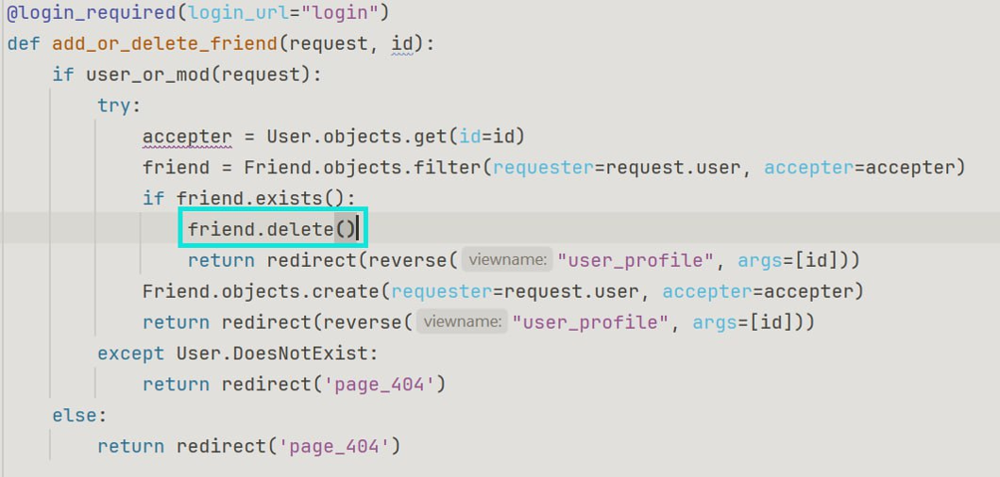 @login_required(login_url="login")
def add_or_delete_friend(request, id):
    if user_or_mod(request):
        try:
            accepter = User.objects.get(id=id)
            friend = Friend.objects.filter(requester=request.user, accepter=accepter)
            if friend.exists():
                friend.delete()
                return redirect(reverse( viewname: "user_profile", args=[id]))
            Friend.objects.create(requester=request.user, accepter=accepter)
            return redirect(reverse( viewname: "user_profile", args=[id]))
        except User.DoesNotExist:
            return redirect('page_404')
    else:
        return redirect('page_404')